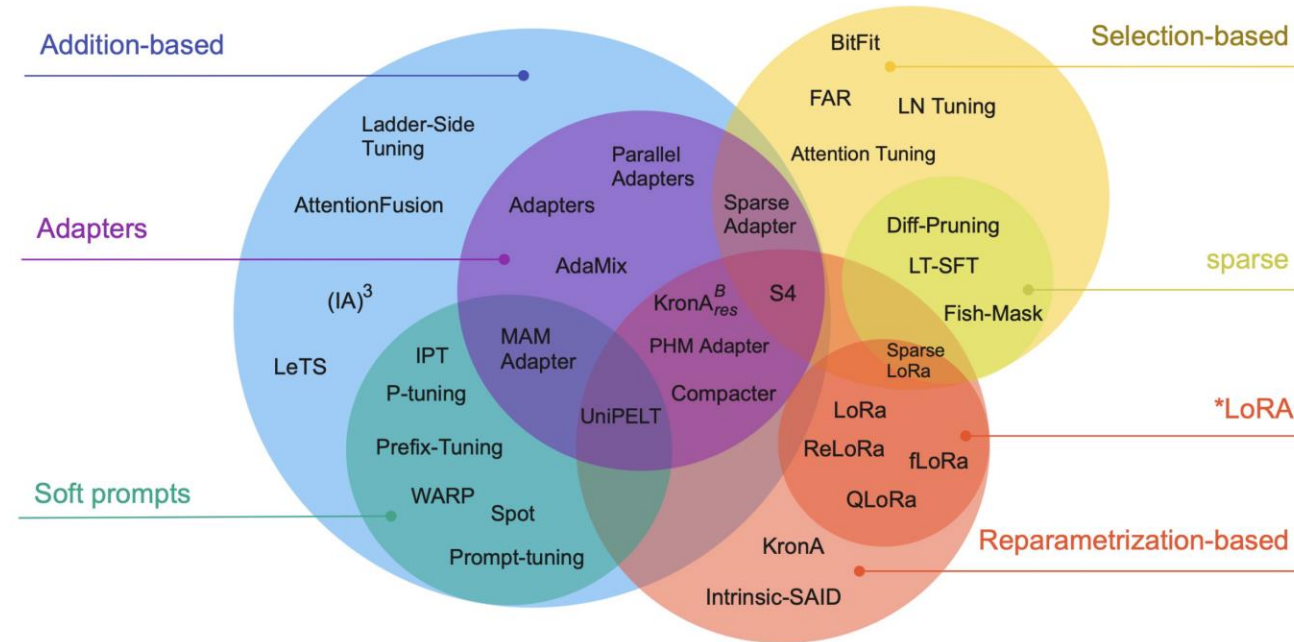 Addition-based
Selection-based
BitFit
FAR
LN Tuning
Ladder-Side
Tuning
Parallel
Adapters
Attention Tuning
AttentionFusion
Adapters
Sparse
Adapter
Adapters
Diff-Pruning
AdaMix
LT-SFT
sparse
(IA)3
KronA B res
S4
Fish-Mask
MAM
Adapter
IPT
PHM Adapter
Sparse
LoRa
LeTS
P-tuning
Compacter
UniPELT
LoRa
*LoRA
Prefix-Tuning
ReLoRa
fLoRa
Soft prompts
WARP
Spot
QLoRa
Prompt-tuning
KronA
Reparametrization-based
Intrinsic-SAID